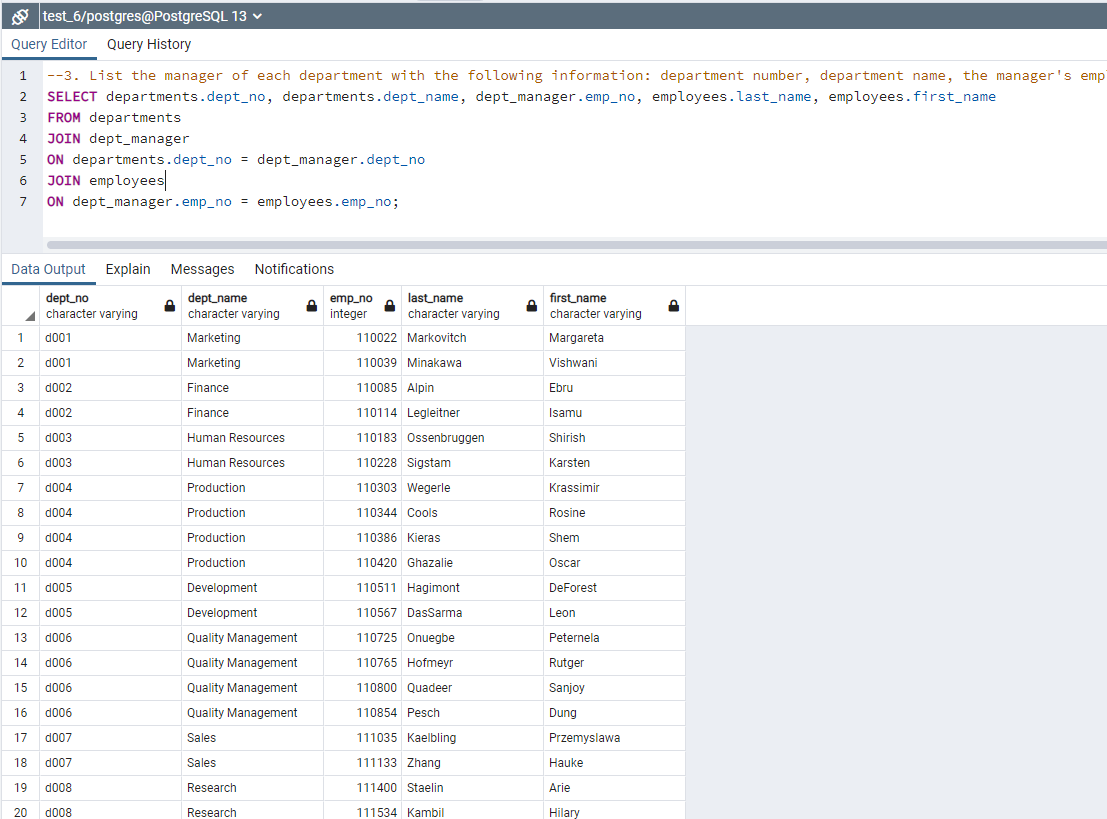 test_6/postgres@PostgreSQL 13
Query Editor Query History
1 --3. List the manager of each department with the following information: department number, department name, the manager's emp
2 SELECT departments.dept_no, departments.dept_name, dept_manager.emp_no, employees.last_name, employees.first_name
3 FROM departments
4 JOIN dept_manager
5 ON departments.dept_no = dept_manager.dept_no
6 JOIN employees
7 ON dept_manager.emp_no = employees.emp_no;
Data Output Explain Messages Notifications
dept_no dept_name emp_no last_name first_name
character varying character varying integer character varying character varying
1 d001 Marketing 110022 Markovitch Margareta
2 d001 Marketing 110039 Minakawa Vishwani
3 d002 Finance 110085 Alpin Ebru
4 d002 Finance 110114 Legleitner Isamu
5 d003 Human Resources 110183 Ossenbruggen Shirish
6 d003 Human Resources 110228 Sigstam Karsten
7 d004 Production 110303 Wegerle Krassimir
8 d004 Production 110344 Cools Rosine
9 d004 Production 110386 Kieras Shem
10 d004 Production 110420 Ghazalie Oscar
11 d005 Development 110511 Hagimont DeForest
12 d005 Development 110567 DasSarma Leon
13 d006 Quality Management 110725 Onuegbe Peternela
14 d006 Quality Management 110765 Hofmeyr Rutger
15 d006 Quality Management 110800 Quadeer Sanjoy
16 d006 Quality Management 110854 Pesch Dung
17 d007 Sales 111035 Kaelbling Przemyslawa
18 d007 Sales 111133 Zhang Hauke
19 d008 Research 111400 Staelin Arie
20 d008 Research 111534 Kambil Hilary